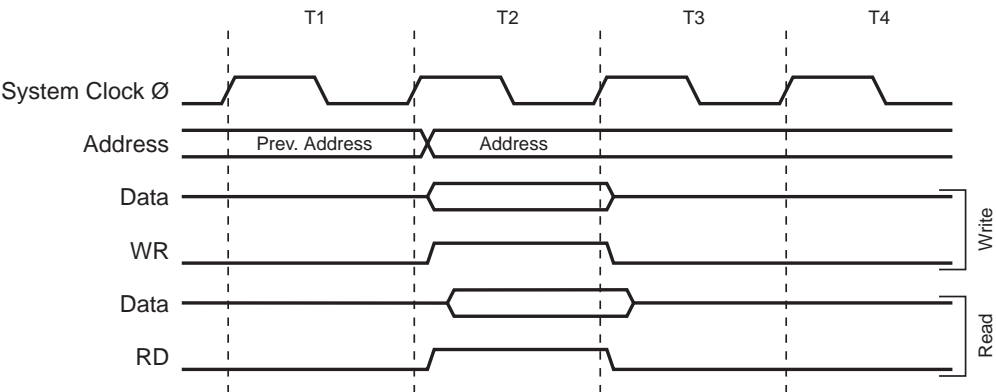 T1 T2 T3 T4
System Clock Ø
Address Prev. Address Address
Data
WR
Write
Data
RD
Read